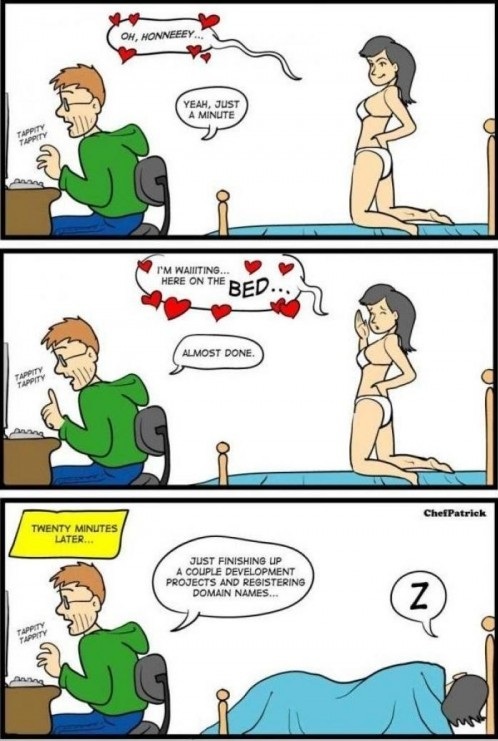 OH, HONNEEEY...
YEAH, JUST
A MINUTE
TAPPITY
TAPPITY
I'M WAIIITING...
HERE ON THE BED...
ALMOST DONE.
TAPPITY
TAPPITY
ChefPatrick
TWENTY MINUTES
LATER...
JUST FINISHING UP
A COUPLE DEVELOPMENT
PROJECTS AND REGISTERING
DOMAIN NAMES...
Z
TAPPITY
TAPPITY